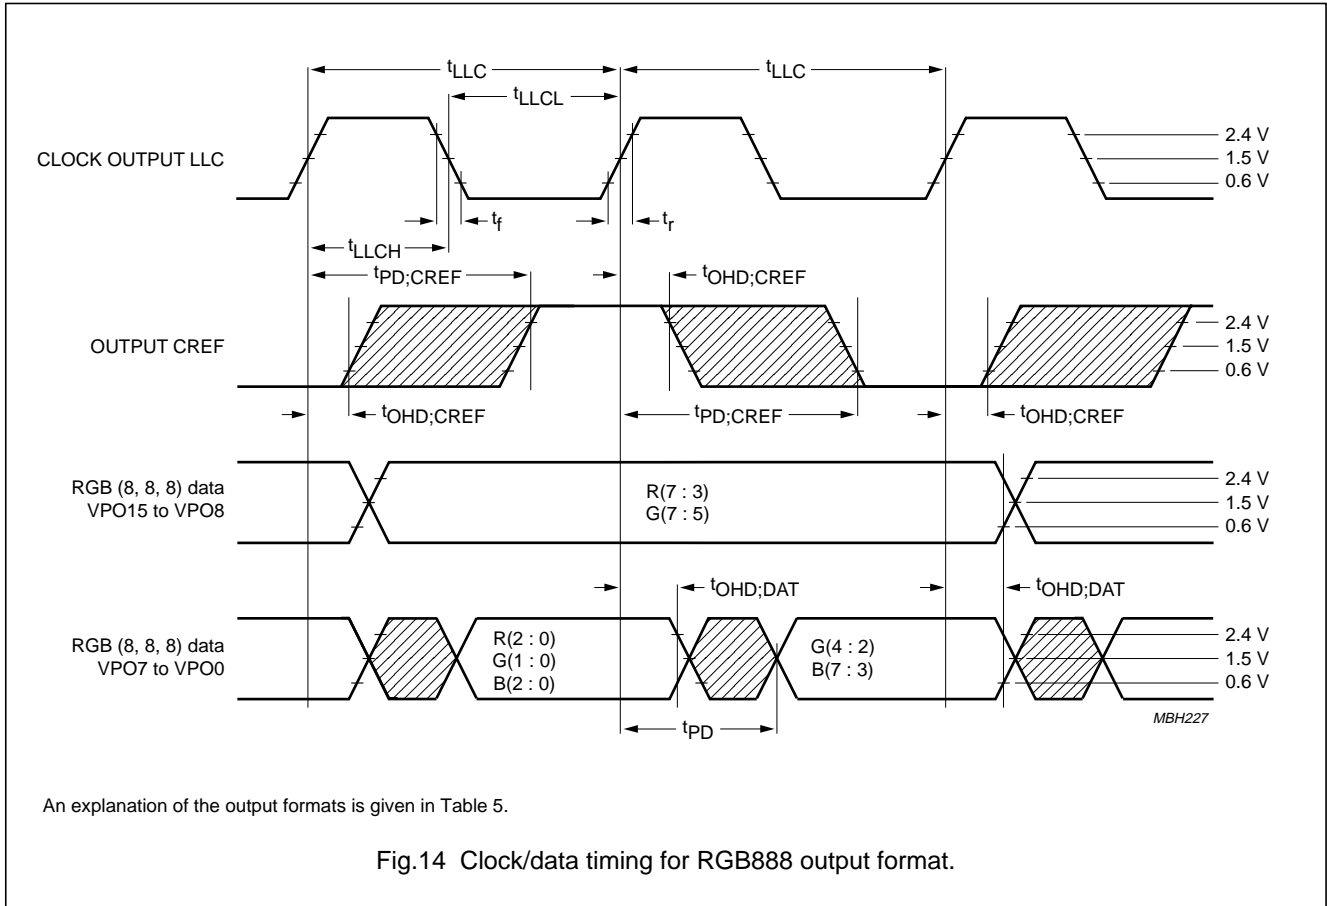 tLLC tLLC
tLLCL
CLOCK OUTPUT LLC
2.4 V
1.5 V
0.6 V
tf tr
tLLCH
tPD;CREF tOHD;CREF
OUTPUT CREF
2.4 V
1.5 V
0.6 V
tOHD;CREF tPD;CREF tOHD;CREF
RGB (8, 8, 8) data
VPO15 to VPO8
R(7 : 3)
G(7 : 5)
2.4 V
1.5 V
0.6 V
tOHD;DAT tOHD;DAT
RGB (8, 8, 8) data
VPO7 to VPO0
R(2 : 0)
G(1 : 0)
B(2 : 0)
G(4 : 2)
B(7 : 3)
2.4 V
1.5 V
0.6 V
tPD
MBH227
An explanation of the output formats is given in Table 5.
Fig.14 Clock/data timing for RGB888 output format.